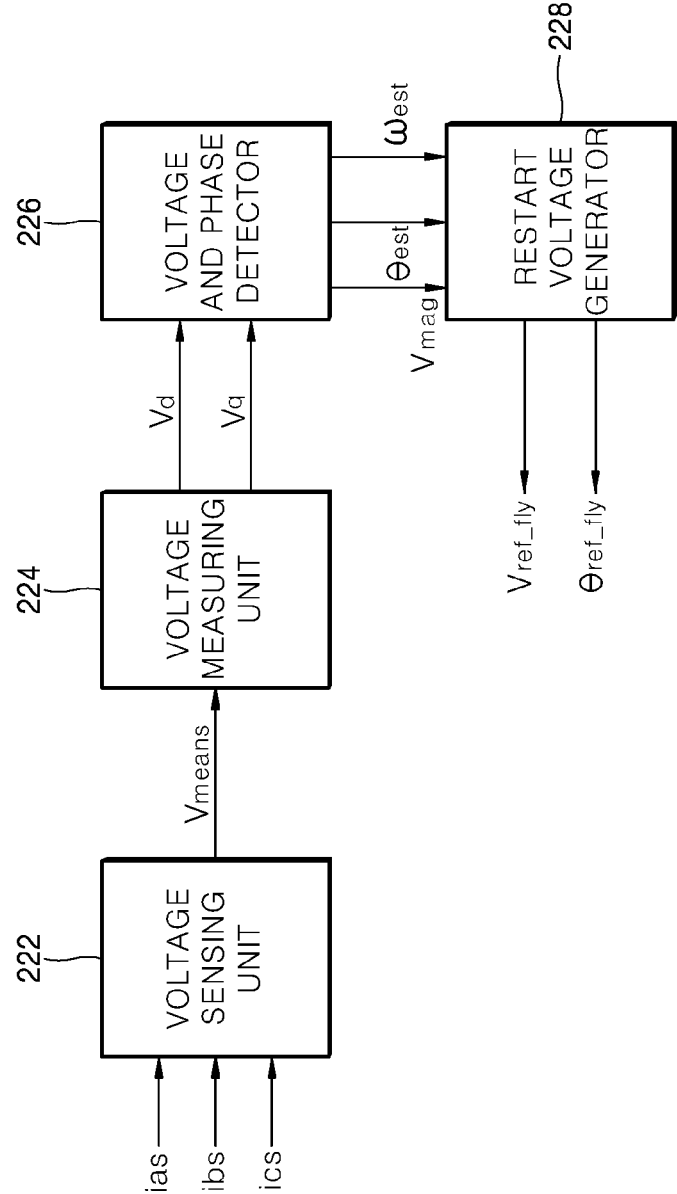 222
224
226
228
ias
ibs
ics
VOLTAGE
SENSING
UNIT
Vmeans
VOLTAGE
MEASURING
UNIT
Vd
Vq
VOLTAGE
AND PHASE
DETECTOR
Vmag
θest
ωest
RESTART
VOLTAGE
GENERATOR
Vref_fly
θref_fly